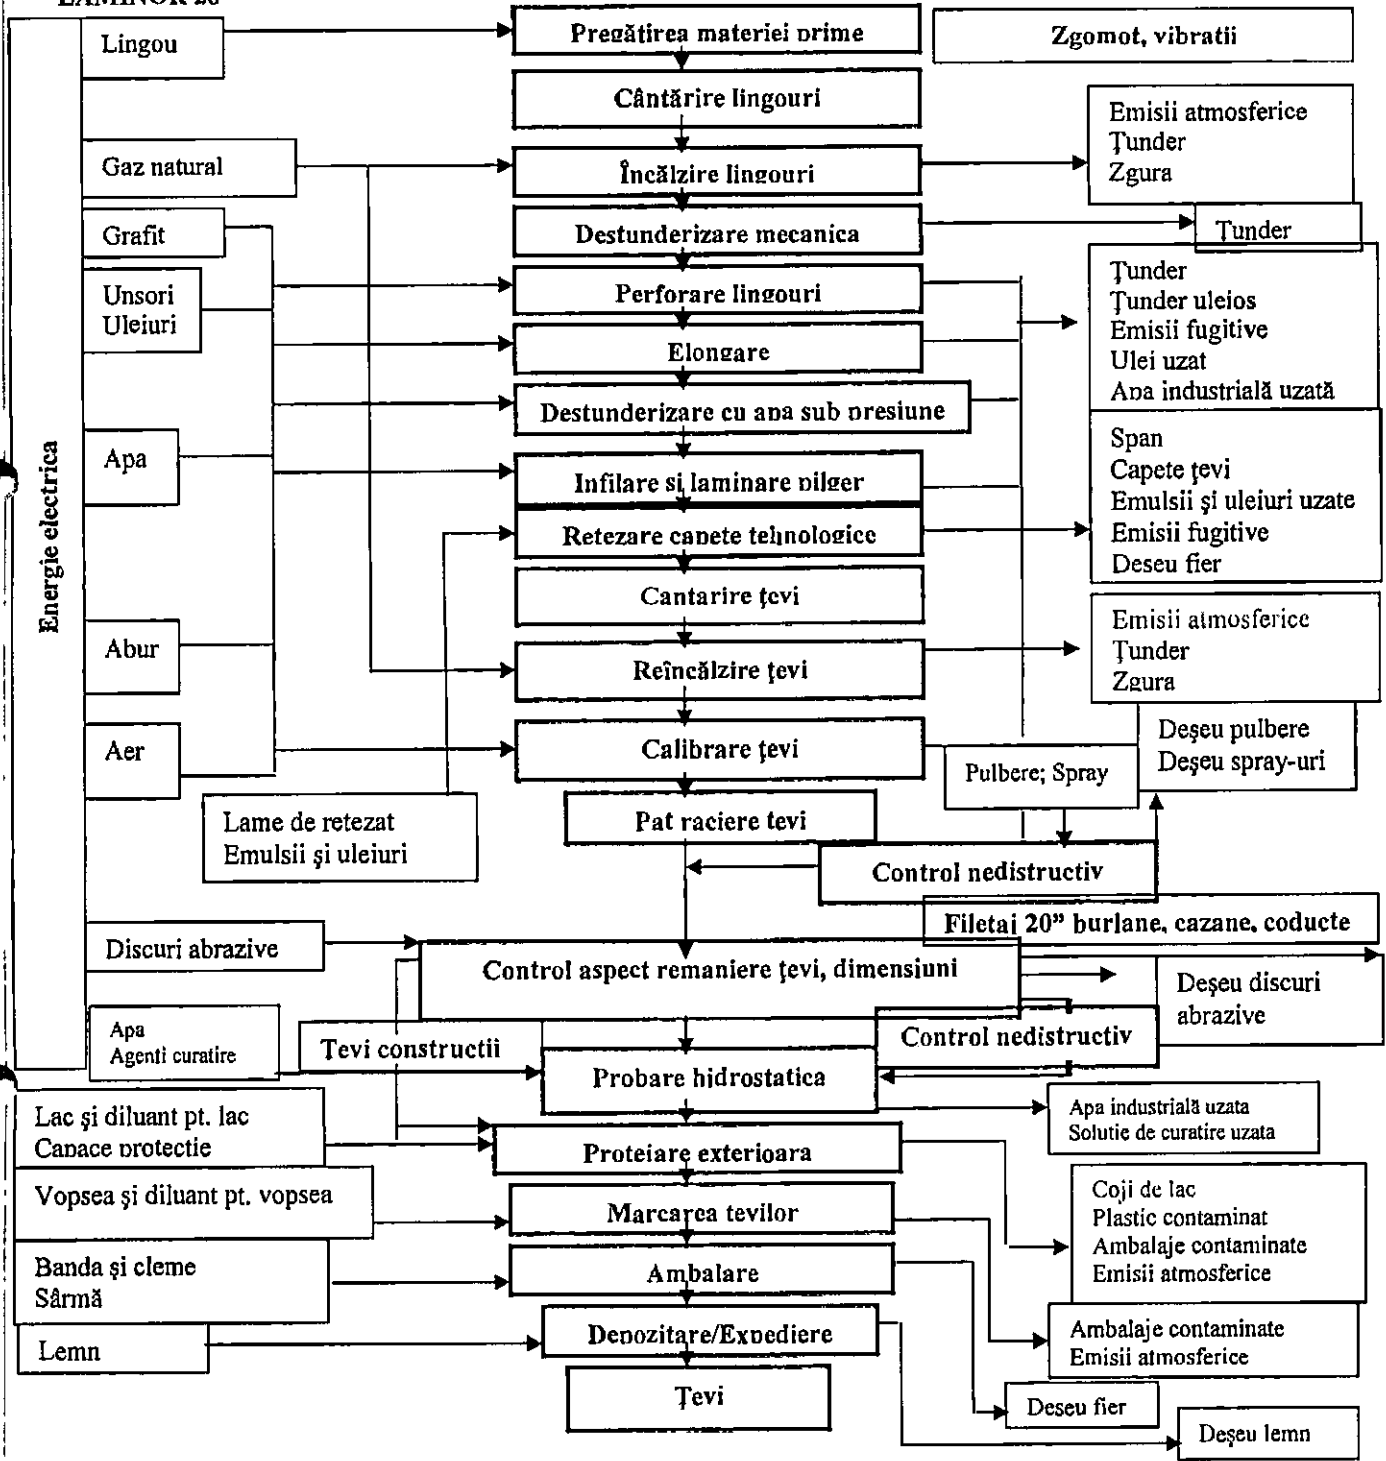 Lingou
Pregătirea materiei prime
Zgomot, vibratii
Cântărire lingouri
Emisii atmosferice
Ţunder
Zgura
Gaz natural
Încălzire lingouri
Grafit
Destunderizare mecanica
Tunder
Unsori
Uleiuri
Perforare lingouri
Ţunder
Ţunder uleios
Emisii fugitive
Ulei uzat
Apa industrială uzată
Elongare
Destunderizare cu apa sub presiune
Energie electrica
Apa
Infilare si laminare pilger
Span
Capete ţevi
Emulsii şi uleiuri uzate
Emisii fugitive
Deseu fier
Retezare capete tehnologice
Cantarire ţevi
Abur
Reîncălzire ţevi
Emisii atmosferice
Ţunder
Zgura
Aer
Calibrare ţevi
Pulbere; Spray
Deşeu pulbere
Deşeu spray-uri
Lame de retezat
Emulsii şi uleiuri
Pat raciere tevi
Control nedistructiv
Filetaj 20” burlane, cazane, coducte
Discuri abrazive
Control aspect remaniere ţevi, dimensiuni
Deşeu discuri
abrazive
Apa
Agenti curatire
Tevi constructii
Control nedistructiv
Probare hidrostatica
Lac şi diluant pt. lac
Capace protectie
Apa industrială uzata
Solutie de curatire uzata
Protejare exterioara
Vopsea şi diluant pt. vopsea
Marcarea tevilor
Coji de lac
Plastic contaminat
Ambalaje contaminate
Emisii atmosferice
Banda şi cleme
Sârmă
Ambalare
Lemn
Depozitare/Expediere
Ambalaje contaminate
Emisii atmosferice
Ţevi
Deseu fier
Deşeu lemn